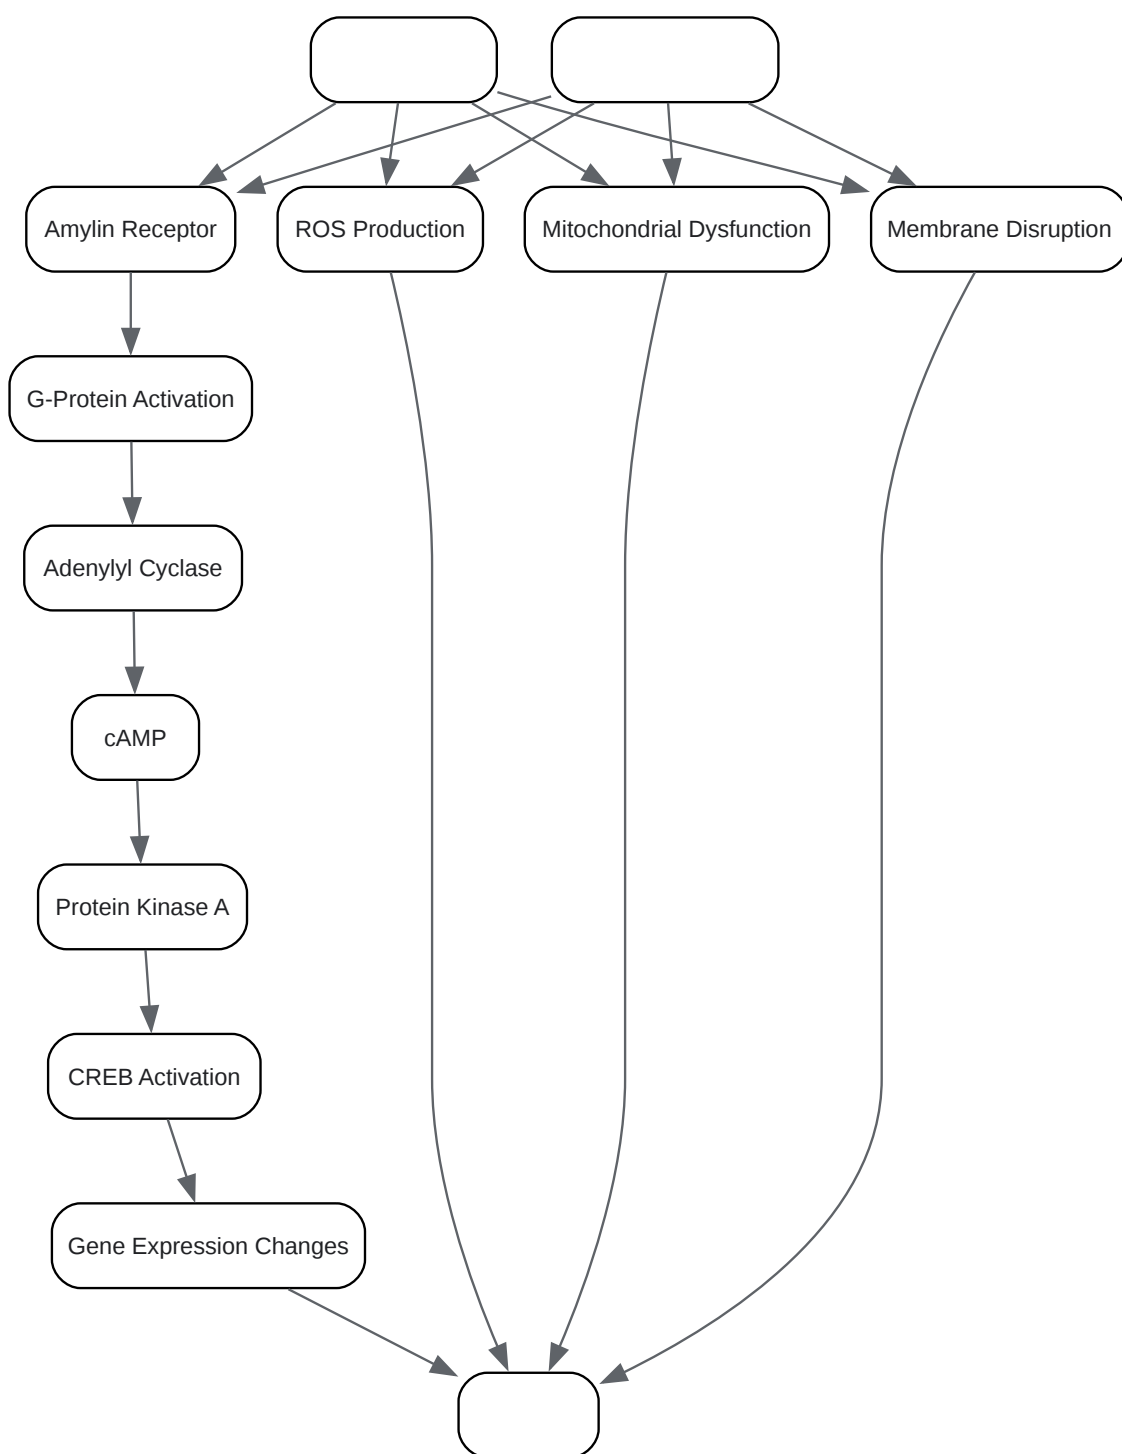 Amylin Receptor
ROS Production
Mitochondrial Dysfunction
Membrane Disruption
G-Protein Activation
Adenylyl Cyclase
cAMP
Protein Kinase A
CREB Activation
Gene Expression Changes